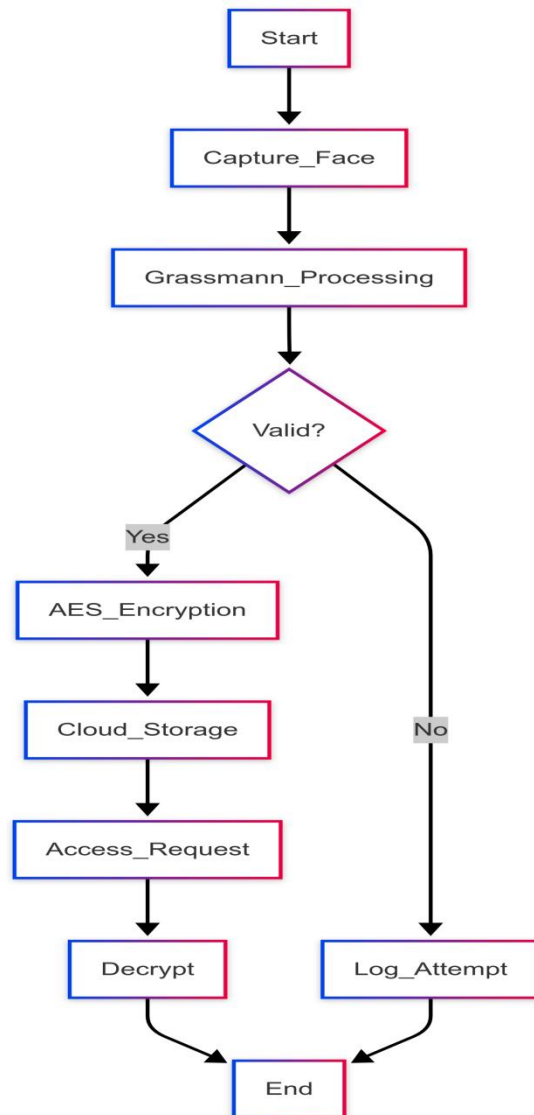 Start
Capture_Face
Grassmann_Processing
Valid?
Yes
AES_Encryption
Cloud_Storage
No
Access_Request
Decrypt
Log_Attempt
End